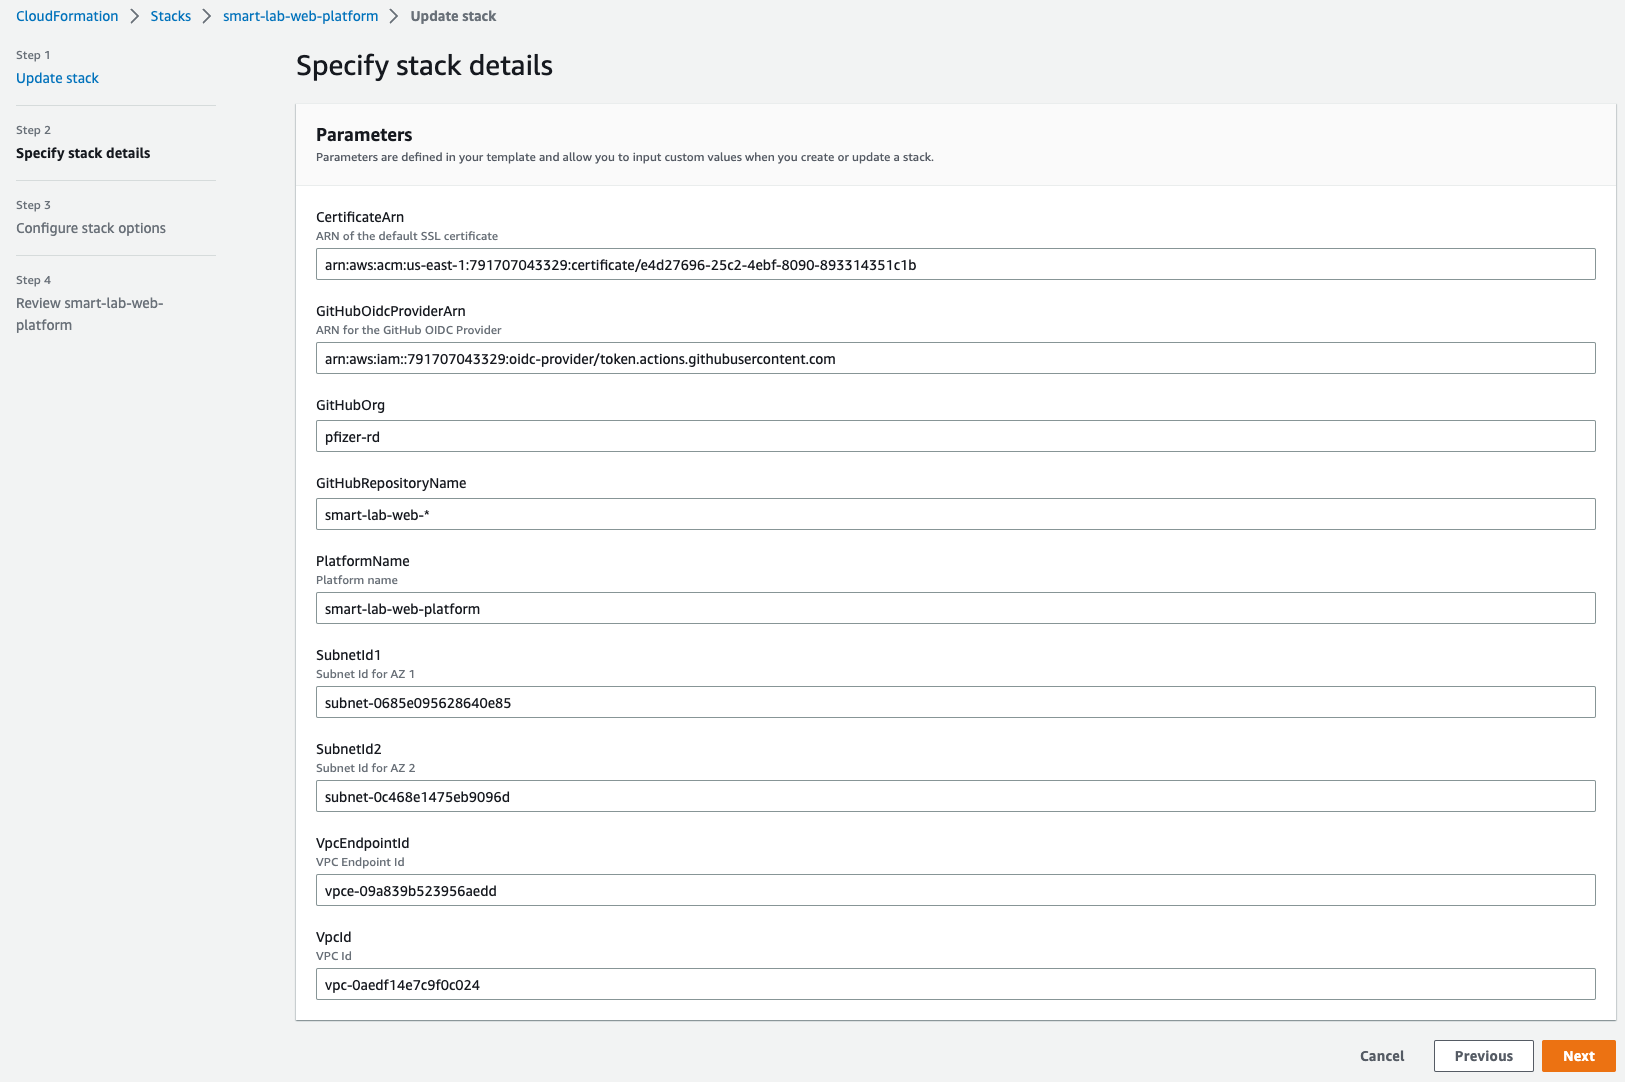 CloudFormation > Stacks > smart-lab-web-platform > Update stack
Step 1
Update stack
Step 2
Specify stack details
Step 3
Configure stack options
Step 4
Review smart-lab-web-
platform
Specify stack details
Parameters
Parameters are defined in your template and allow you to input custom values when you create or update a stack.
CertificateArn
ARN of the default SSL certificate
arn:aws:acm:us-east-1:791707043329:certificate/e4d27696-25c2-4ebf-8090-893314351c1b
GitHubOidcProviderArn
ARN for the GitHub OIDC Provider
arn:aws:iam::791707043329:oidc-provider/token.actions.githubusercontent.com
GitHubOrg
pfizer-rd
GitHubRepositoryName
smart-lab-web-*
PlatformName
Platform name
smart-lab-web-platform
SubnetId1
Subnet Id for AZ 1
subnet-0685e095628640e85
SubnetId2
Subnet Id for AZ 2
subnet-0c468e1475eb9096d
VpcEndpointId
VPC Endpoint Id
vpce-09a839b523956aedd
VpcId
VPC Id
vpc-0aedf14e7c9f0c024
Cancel
Previous
Next